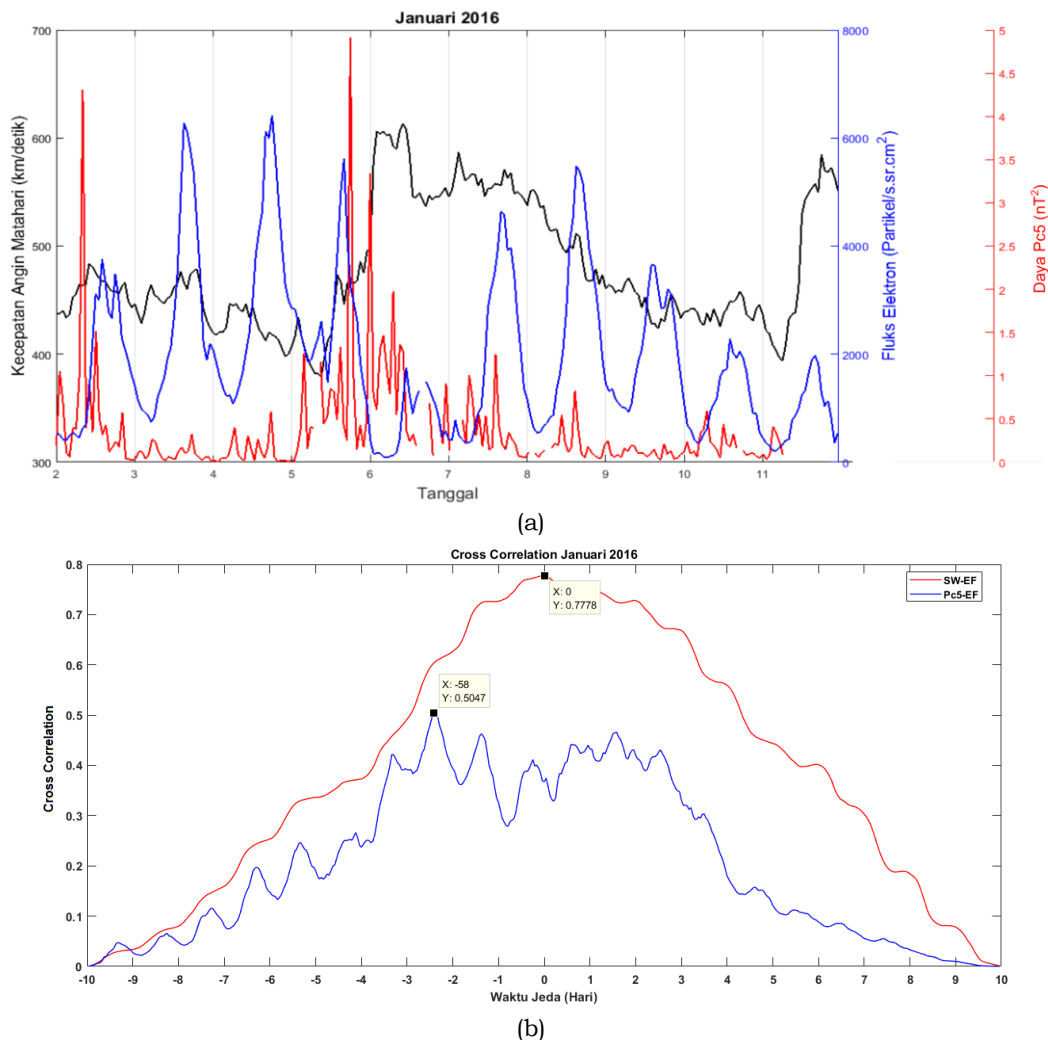 Januari 2016
700
600
500
400
300
Kecepatan Angin Matahari (km/detik)
2 3 4 5 6 7 8 9 10 11
Tanggal
8000
6000
4000
2000
0
Fluks Elektron (Partikel/s.sr.cm²)
5
4.5
4
3.5
3
2.5
2
1.5
1
0.5
0
Daya Pc5 (nT²)
(a)
Cross Correlation Januari 2016
0.8
0.7
0.6
0.5
0.4
0.3
0.2
0.1
0
Cross Correlation
SW-EF
Pc5-EF
X: 0
Y: 0.7778
X: -58
Y: 0.5047
-10 -9 -8 -7 -6 -5 -4 -3 -2 -1 0 1 2 3 4 5 6 7 8 9 10
Waktu Jeda (Hari)
(b)